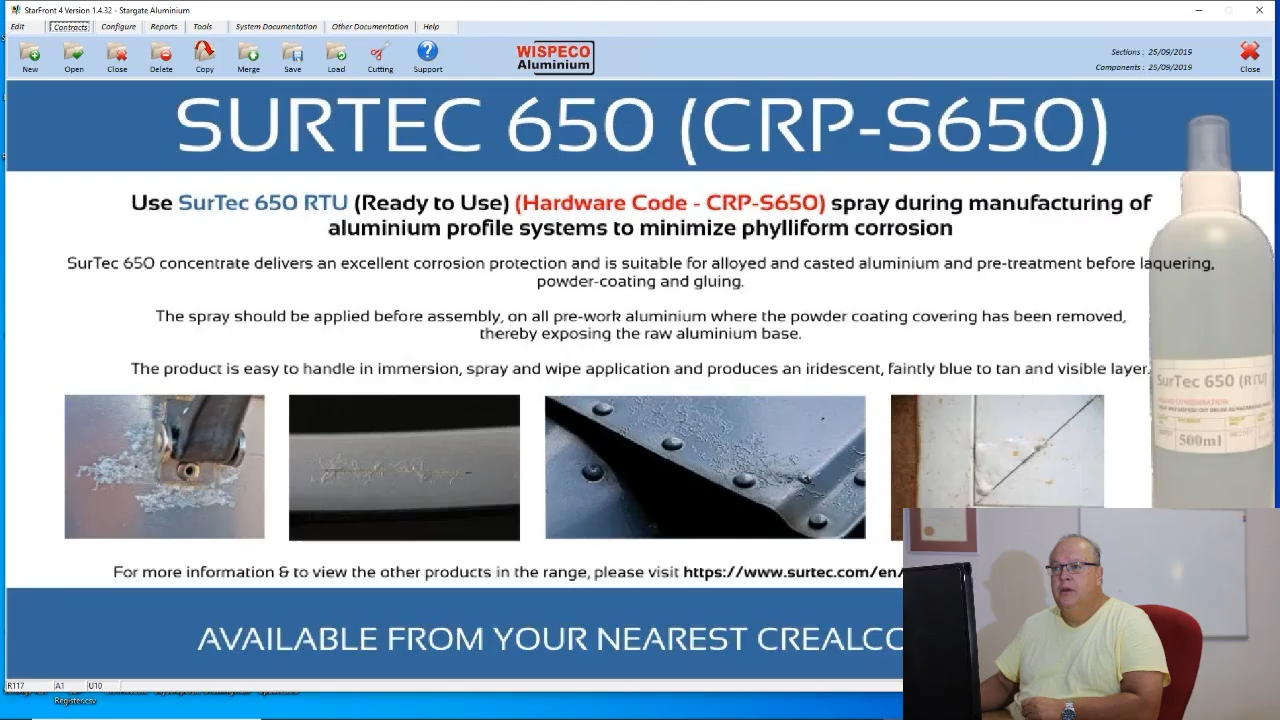 StarFront 4 Version 1.4.32 - Stargate Aluminium
Edit Contracts Configure Reports Tools System Documentation Other Documentation Help
New Open Close Delete Copy Merge Save Load Cutting Support
WISPECO
Aluminium
Sections : 25/09/2019
Components : 25/09/2019
Close
SURTEC 650 (CRP-S650)
Use SurTec 650 RTU (Ready to Use) (Hardware Code - CRP-S650) spray during manufacturing of
aluminium profile systems to minimize phylliform corrosion
SurTec 650 concentrate delivers an excellent corrosion protection and is suitable for alloyed and casted aluminium and pre-treatment before laquering,
powder-coating and gluing.
The spray should be applied before assembly, on all pre-work aluminium where the powder coating covering has been removed,
thereby exposing the raw aluminium base.
The product is easy to handle in immersion, spray and wipe application and produces an iridescent, faintly blue to tan and visible layer.
SurTec 650 (RTU)
500ml
For more information & to view the other products in the range, please visit https://www.surtec.com/en/
AVAILABLE FROM YOUR NEAREST CREALCO
R117 A1 U10
Register.csv